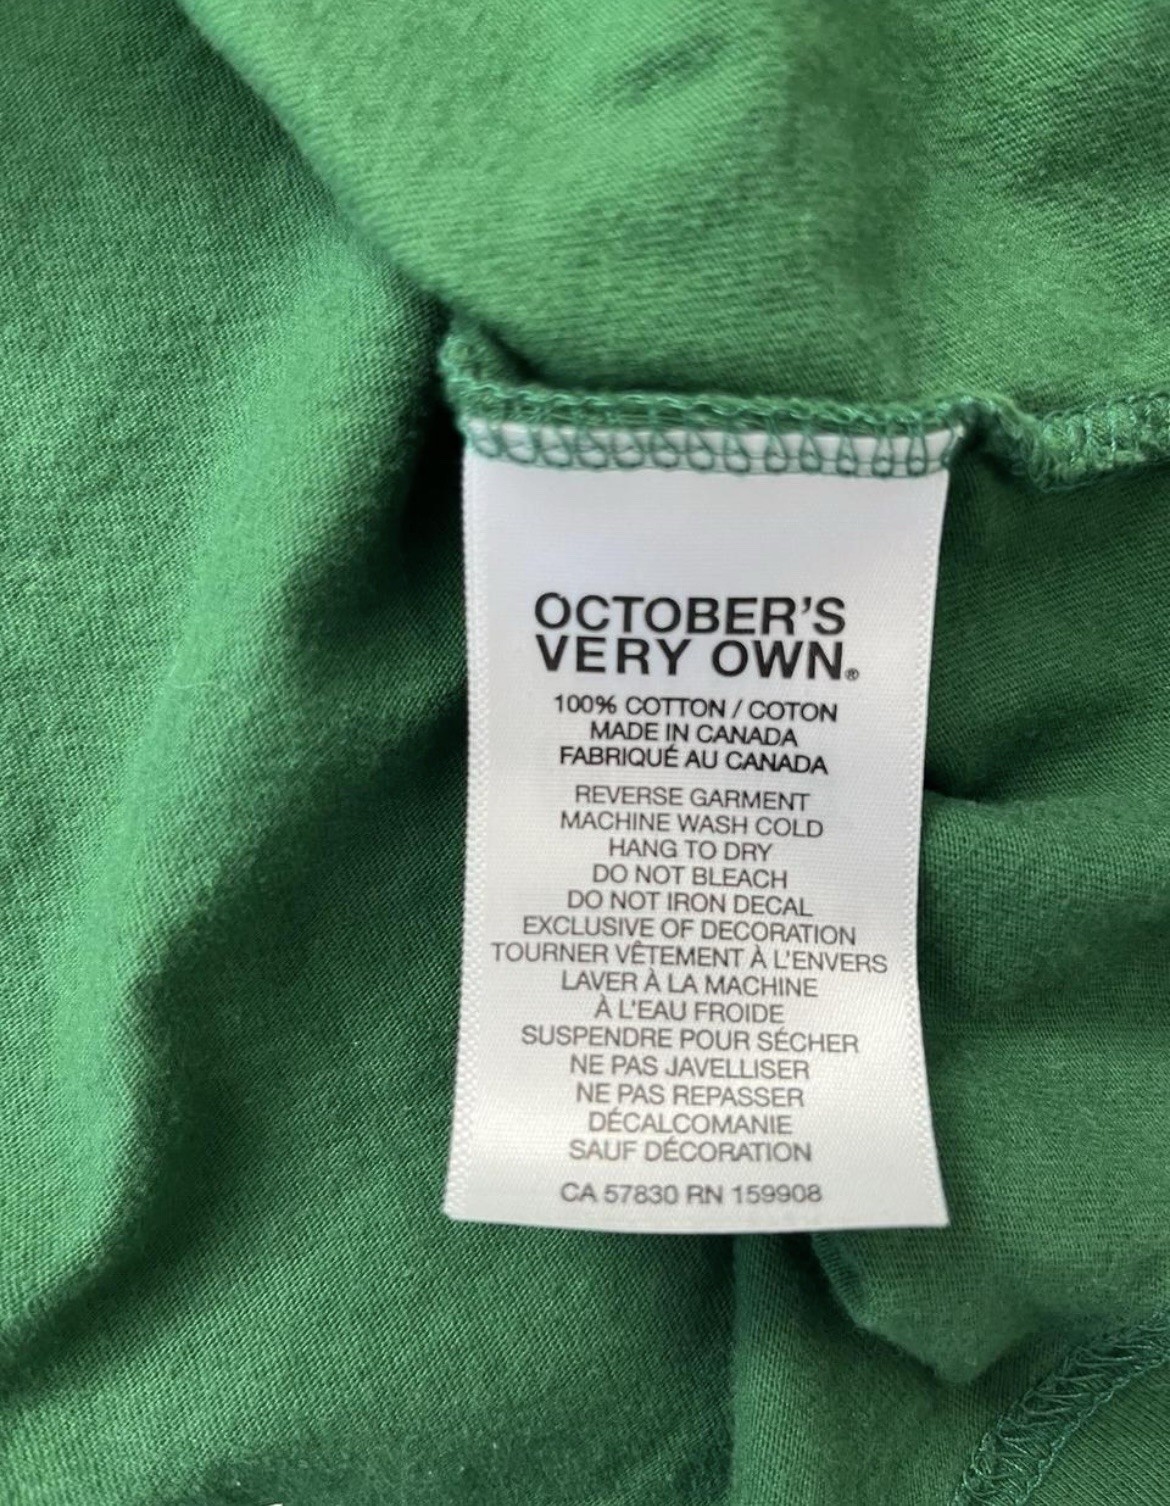 OCTOBER'S
VERY OWN®
100% COTTON / COTON
MADE IN CANADA
FABRIQUÉ AU CANADA
REVERSE GARMENT
MACHINE WASH COLD
HANG TO DRY
DO NOT BLEACH
DO NOT IRON DECAL
EXCLUSIVE OF DECORATION
TOURNER VÊTEMENT À L'ENVERS
LAVER À LA MACHINE
À L'EAU FROIDE
SUSPENDRE POUR SÉCHER
NE PAS JAVELLISER
NE PAS REPASSER
DÉCALCOMANIE
SAUF DÉCORATION
CA 57830 RN 159908